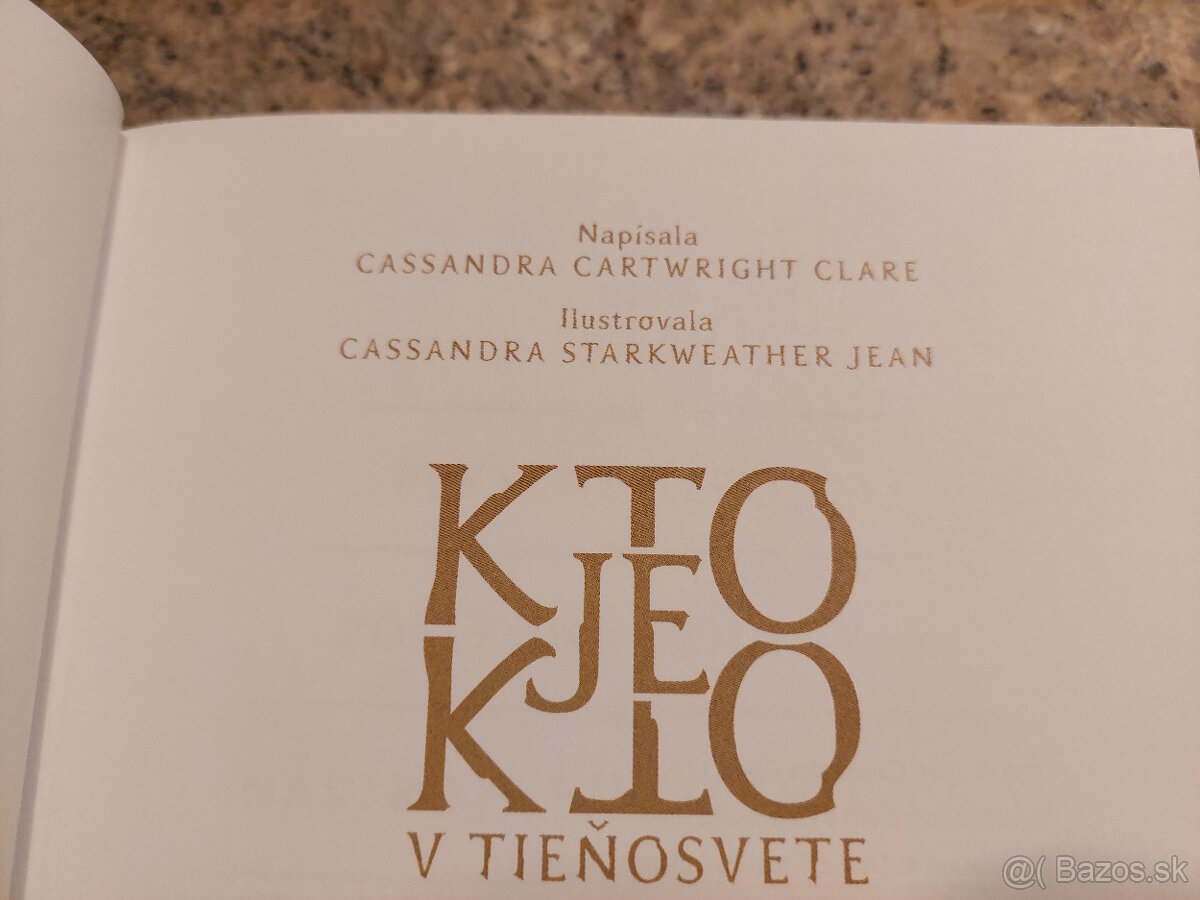 Napísala
CASSANDRA CARTWRIGHT CLARE
Ilustrovala
CASSANDRA STARKWEATHER JEAN
KTO
JE
KTO
V TIEŇOSVETE
@( Bazos.sk